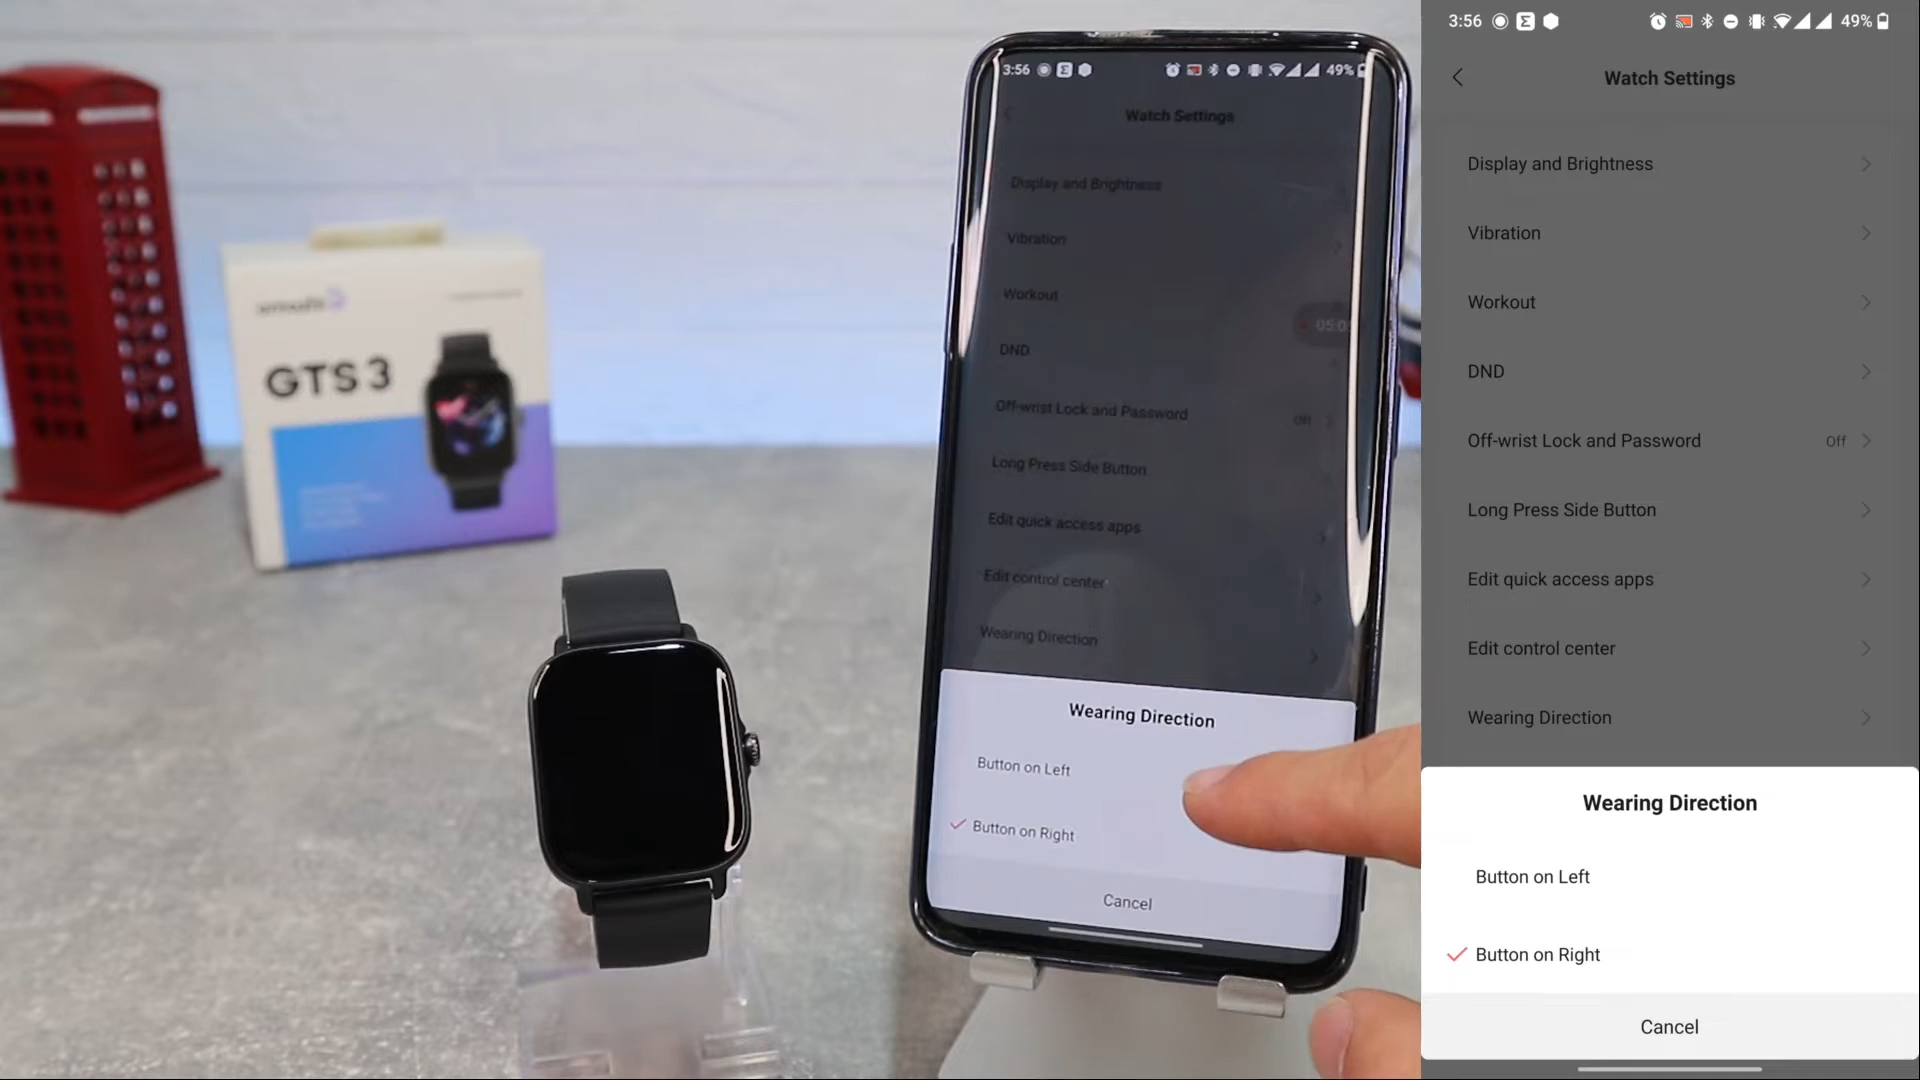 GTS 3
3:56
49%
Watch Settings
Display and Brightness
Vibration
Workout
05:0
DND
Off-wrist Lock and Password
Off
Long Press Side Button
Edit quick access apps
Edit control center
Wearing Direction
Wearing Direction
Button on Left
Button on Right
Cancel
3:56
49%
Watch Settings
Display and Brightness
Vibration
Workout
DND
Off-wrist Lock and Password
Off
Long Press Side Button
Edit quick access apps
Edit control center
Wearing Direction
Wearing Direction
Button on Left
Button on Right
Cancel